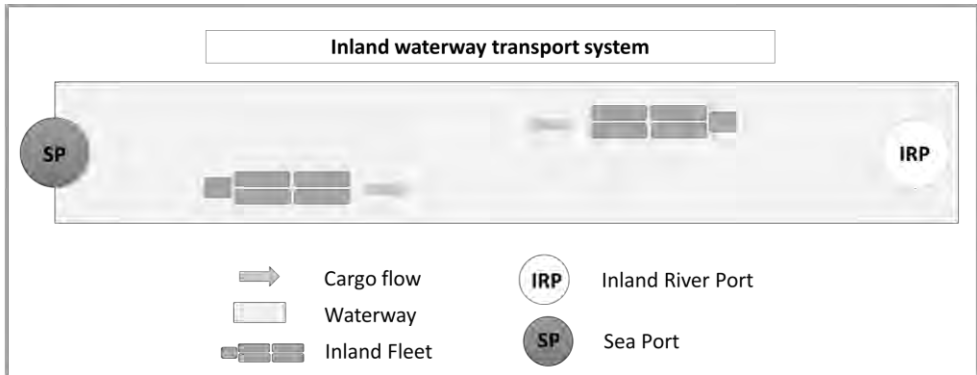 Inland waterway transport system
SP
IRP
Cargo flow
IRP
Inland River Port
Waterway
Inland Fleet
SP
Sea Port